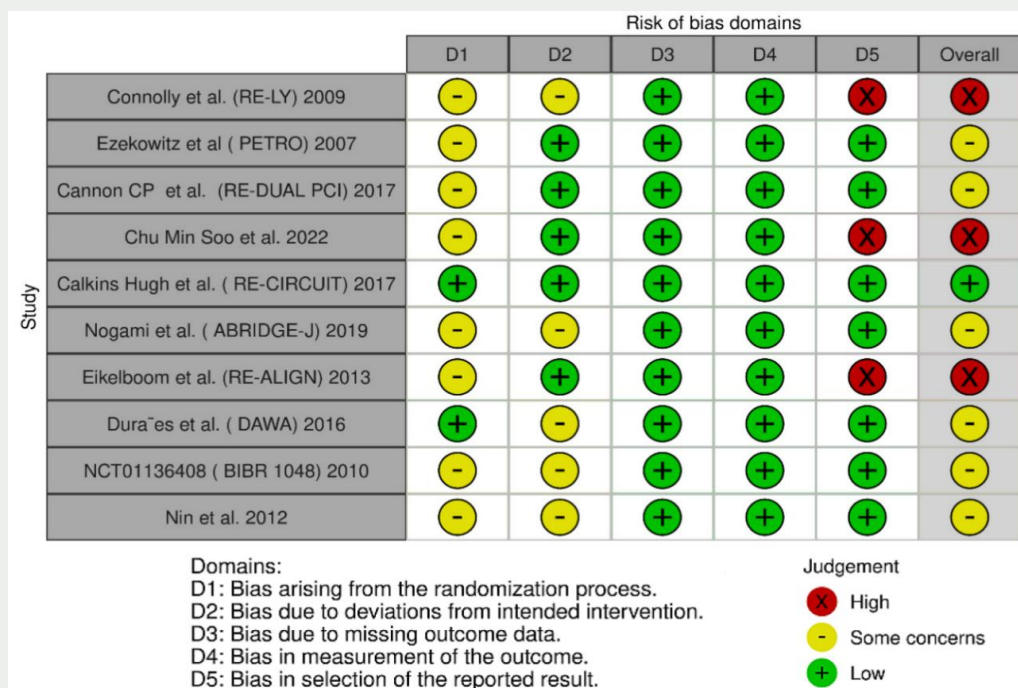 Risk of bias domains
D1 D2 D3 D4 D5 Overall
Study
Connolly et al. (RE-LY) 2009 - - + + X X
Ezekowitz et al ( PETRO) 2007 - + + + + -
Cannon CP et al. (RE-DUAL PCI) 2017 - + + + + -
Chu Min Soo et al. 2022 - + + + X X
Calkins Hugh et al. ( RE-CIRCUIT) 2017 + + + + + +
Nogami et al. ( ABRIDGE-J) 2019 - - + + + -
Eikelboom et al. (RE-ALIGN) 2013 - + + + X X
Dura˜es et al. ( DAWA) 2016 + - + + + -
NCT01136408 ( BIBR 1048) 2010 - - + + + -
Nin et al. 2012 - - + + + -
Domains:
D1: Bias arising from the randomization process.
D2: Bias due to deviations from intended intervention.
D3: Bias due to missing outcome data.
D4: Bias in measurement of the outcome.
D5: Bias in selection of the reported result.
Judgement
X High
- Some concerns
+ Low